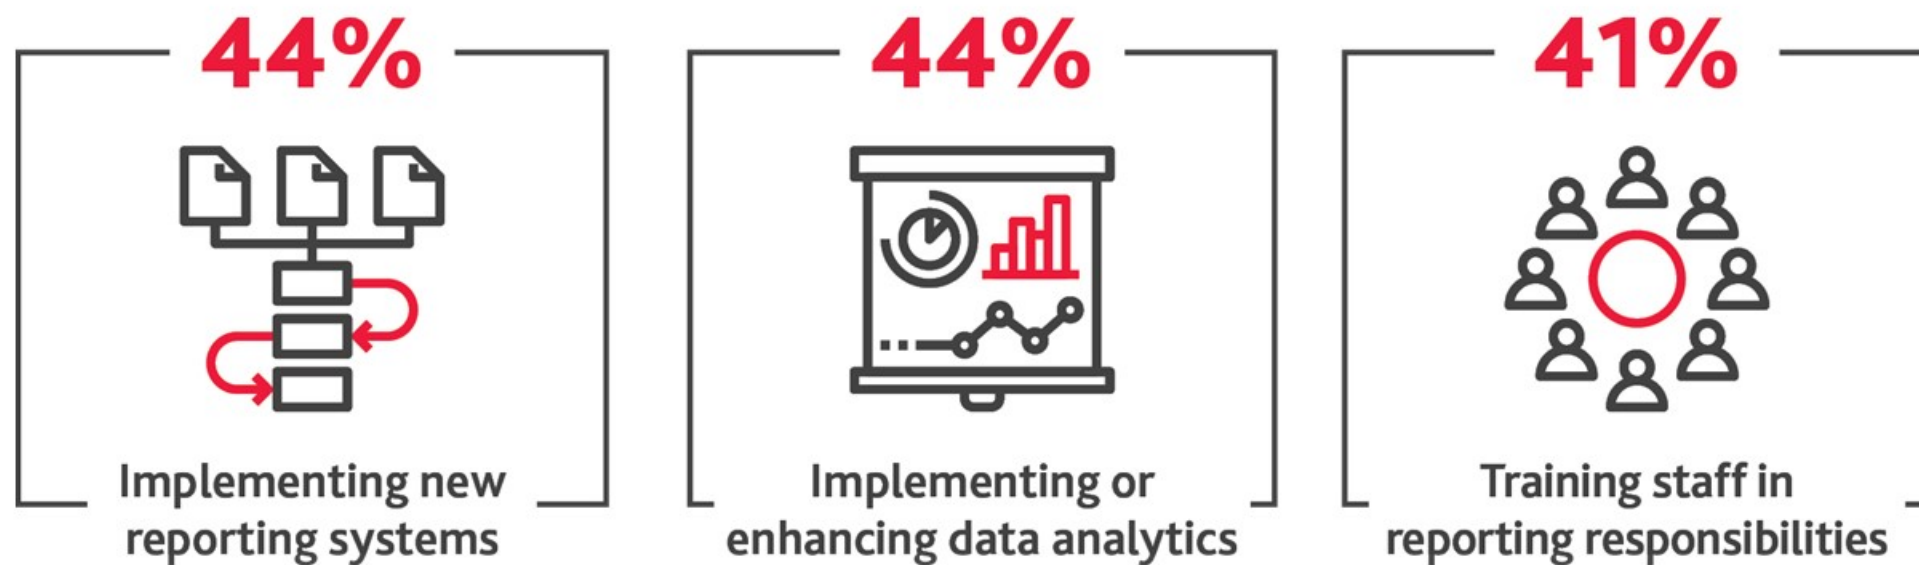 44%
Implementing new
reporting systems
44%
Implementing or
enhancing data analytics
41%
Training staff in
reporting responsibilities